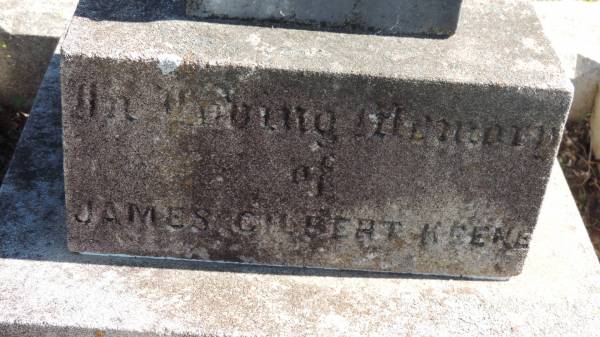 In Loving Memory
of
JAMES GILBERT KEENE